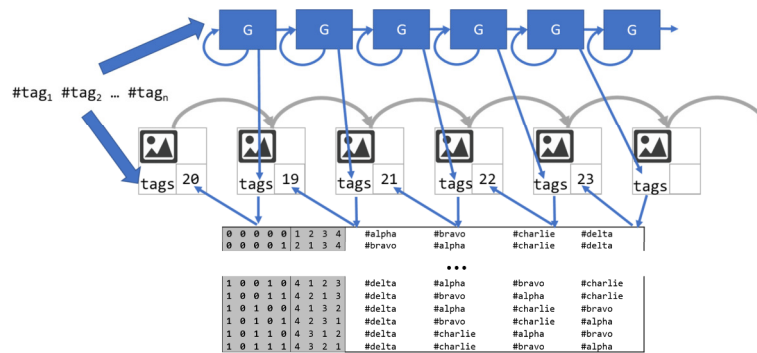 G G G G G G
#tag₁ #tag₂ … #tagₙ
tags 20 tags 19 tags 21 tags 22 tags 23 tags
0 0 0 0 0 1 2 3 4 #alpha #bravo #charlie #delta
0 0 0 0 1 2 1 3 4 #bravo #alpha #charlie #delta
...
1 0 0 1 0 4 1 2 3 #delta #alpha #bravo #charlie
1 0 0 1 1 4 2 1 3 #delta #bravo #alpha #charlie
1 0 1 0 0 4 1 3 2 #delta #alpha #charlie #bravo
1 0 1 0 1 4 2 3 1 #delta #bravo #charlie #alpha
1 0 1 1 0 4 3 1 2 #delta #charlie #alpha #bravo
1 0 1 1 1 4 3 2 1 #delta #charlie #bravo #alpha